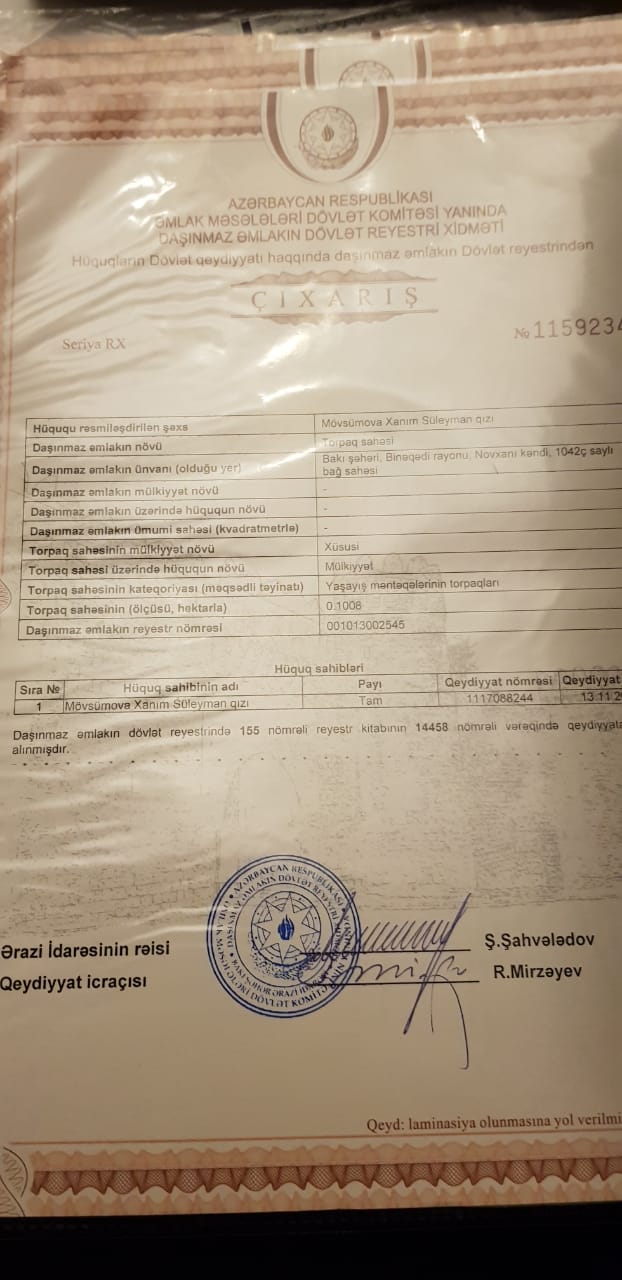 AZƏRBAYCAN RESPUBLİKASI
ƏMLAK MƏSƏLƏLƏRİ DÖVLƏT KOMİTƏSİ YANINDA
DAŞINMAZ ƏMLAKIN DÖVLƏT REYESTRİ XİDMƏTİ
Hüquqların Dövlət qeydiyyatı haqqında daşınmaz əmlakın Dövlət reyestrindən
ÇIXARIŞ
Seriya RX
№ 1159234
Hüququ rəsmiləşdirilən şəxs Mövsümova Xanım Süleyman qızı
Daşınmaz əmlakın növü Torpaq sahəsi
Daşınmaz əmlakın ünvanı (olduğu yer) Bakı şəhəri, Binəqədi rayonu, Novxanı kəndi, 1042ç saylı
bağ sahəsi
Daşınmaz əmlakın mülkiyyət növü -
Daşınmaz əmlakın üzərində hüququn növü -
Daşınmaz əmlakın ümumi sahəsi (kvadratmetrlə) -
Torpaq sahəsinin mülkiyyət növü Xüsusi
Torpaq sahəsi üzərində hüququn növü Mülkiyyət
Torpaq sahəsinin kateqoriyası (məqsədli təyinatı) Yaşayış məntəqələrinin torpaqları
Torpaq sahəsinin (ölçüsü, hektarla) 0.1008
Daşınmaz əmlakın reyestr nömrəsi 001013002545
Hüquq sahibləri
Sıra № Hüquq sahibinin adı Payı Qeydiyyat nömrəsi Qeydiyyat
1 Mövsümova Xanım Süleyman qızı Tam 1117088244 13.11.2
Daşınmaz əmlakın dövlət reyestrində 155 nömrəli reyestr kitabının 14458 nömrəli vərəqində qeydiyyata
alınmışdır.
Ərazi İdarəsinin rəisi Ş.Şahvələdov
Qeydiyyat icraçısı R.Mirzəyev
Qeyd: laminasiya olunmasına yol verilmi